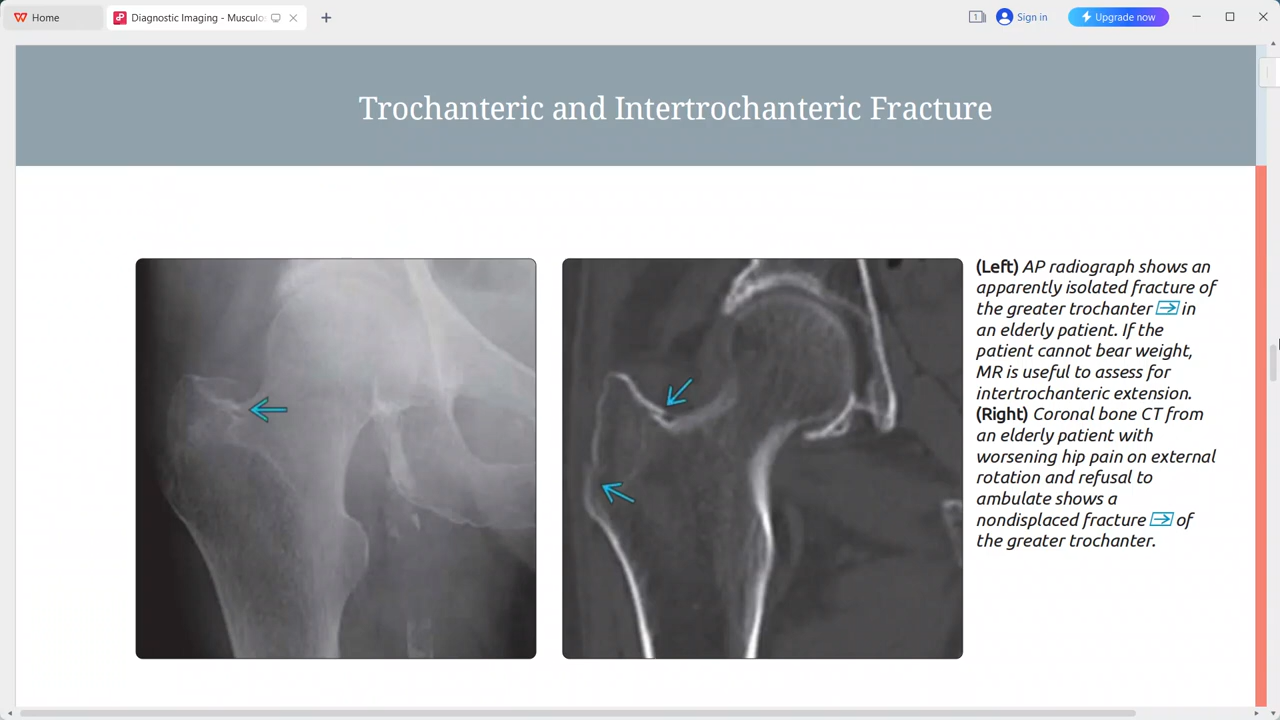 Home
Diagnostic Imaging - Musculo
1
Sign in
Upgrade now
Trochanteric and Intertrochanteric Fracture
(Left) AP radiograph shows an
apparently isolated fracture of
the greater trochanter in
an elderly patient. If the
patient cannot bear weight,
MR is useful to assess for
intertrochanteric extension.
(Right) Coronal bone CT from
an elderly patient with
worsening hip pain on external
rotation and refusal to
ambulate shows a
nondisplaced fracture of
the greater trochanter.